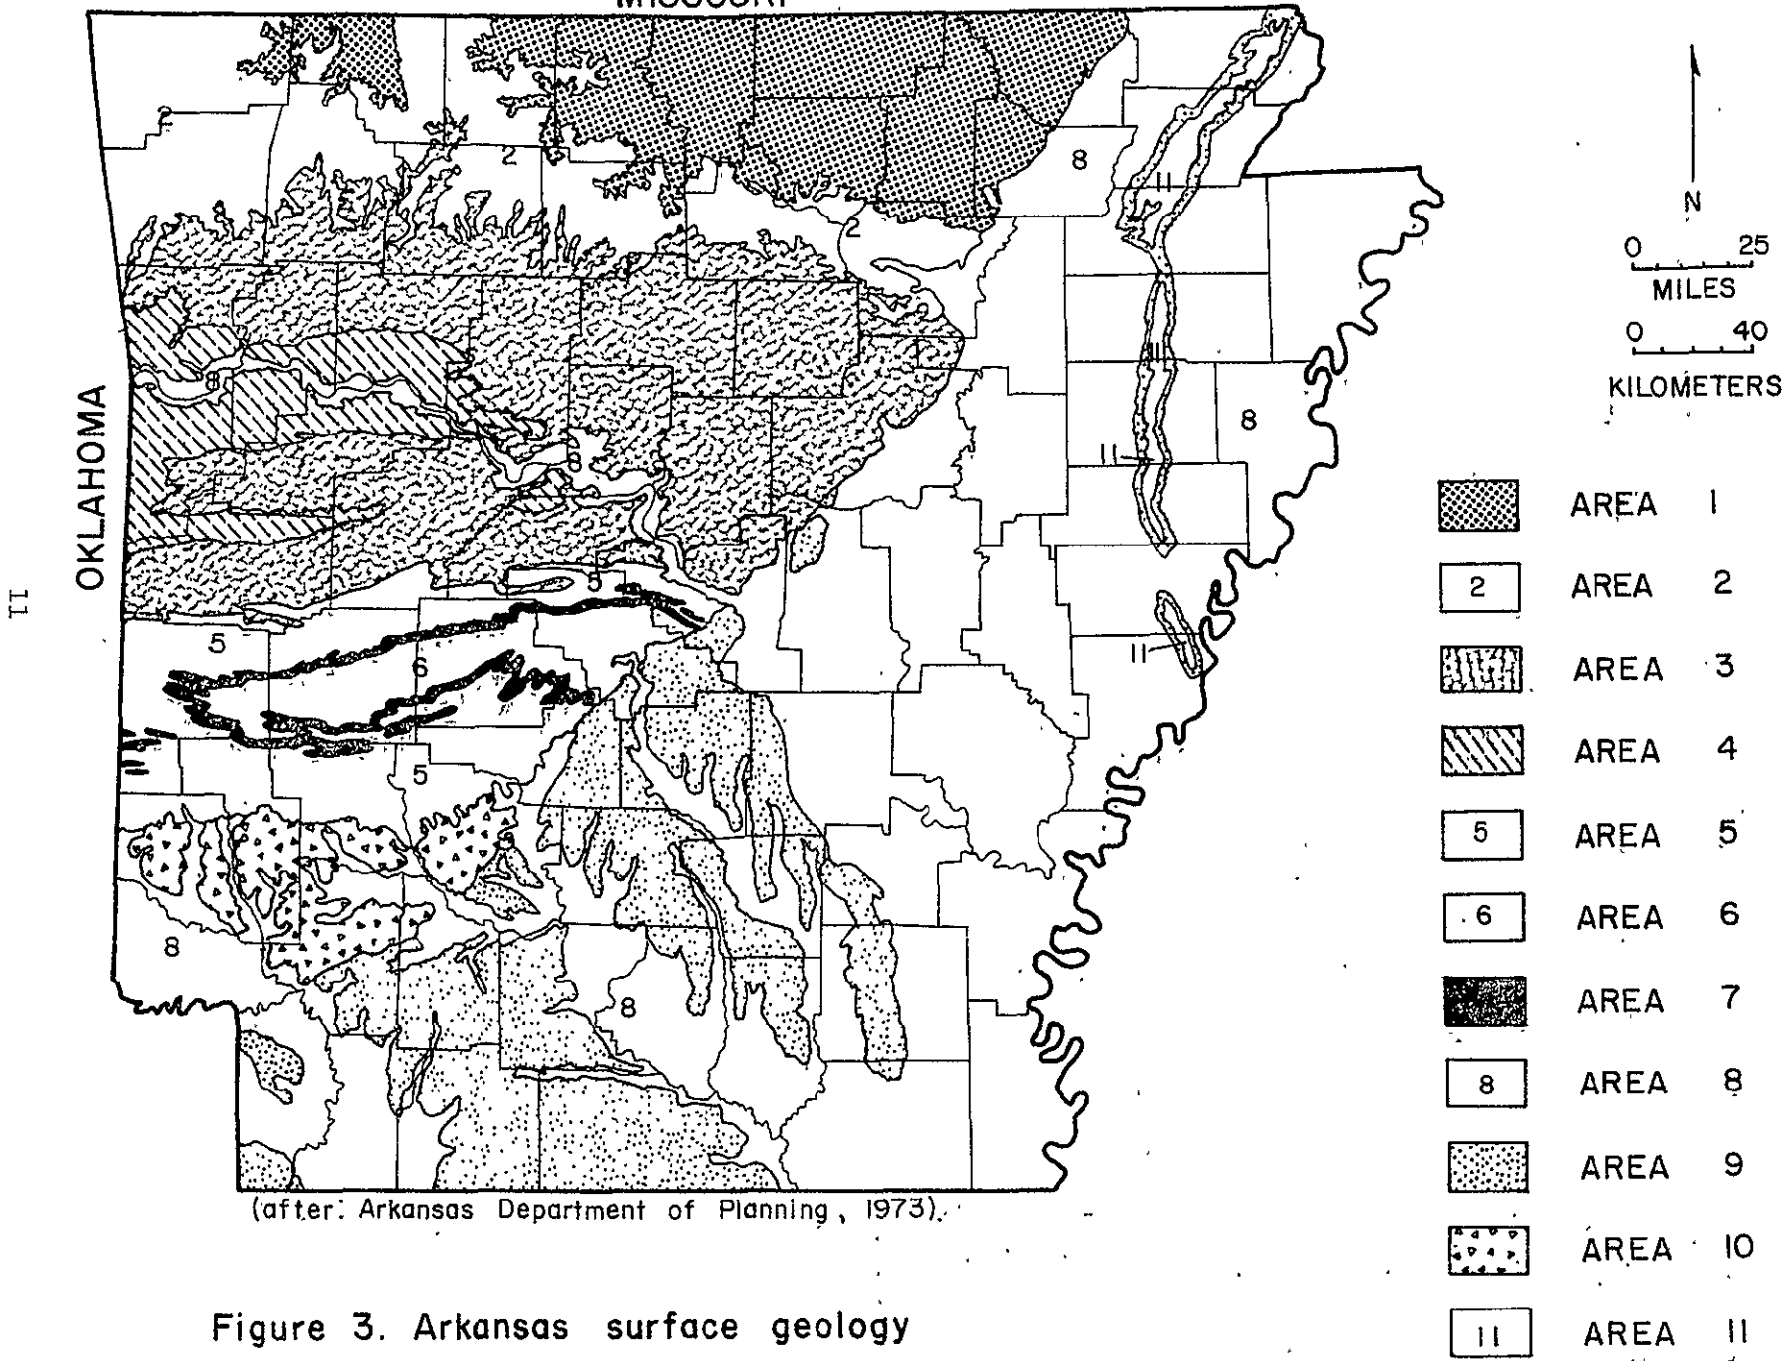 MISSOURI
2
2
8
11
2
N
0 25
MILES
0 40
KILOMETERS
OKLAHOMA
8
11
8
11
8
11
5
5
6
11
5
8
8
AREA 1
2 AREA 2
AREA 3
AREA 4
5 AREA 5
6 AREA 6
AREA 7
8 AREA 8
AREA 9
AREA 10
11 AREA 11
(after: Arkansas Department of Planning, 1973).
Figure 3. Arkansas surface geology
11